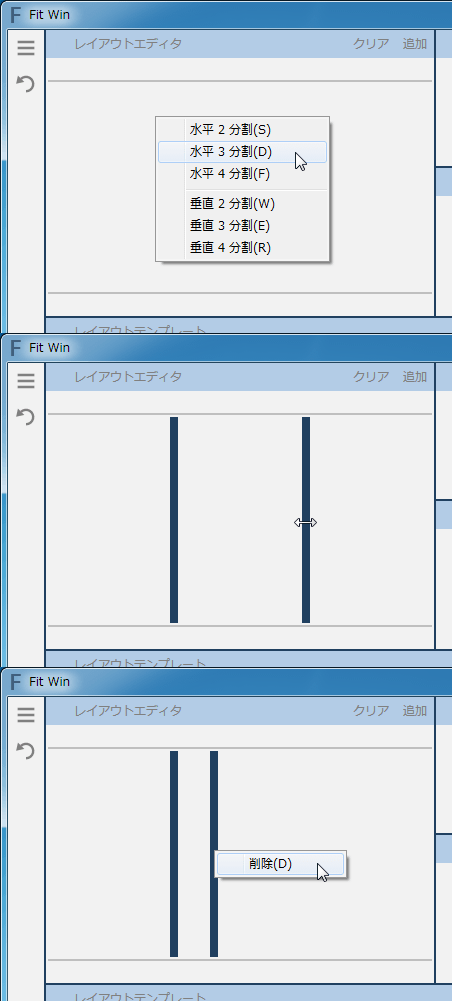 F Fit Win
レイアウトエディタ クリア 追加
水平 2 分割(S)
水平 3 分割(D)
水平 4 分割(F)
垂直 2 分割(W)
垂直 3 分割(E)
垂直 4 分割(R)
レイアウトテンプレート
F Fit Win
レイアウトエディタ クリア 追加
レイアウトテンプレート
F Fit Win
レイアウトエディタ クリア 追加
削除(D)
レイアウトテンプレート